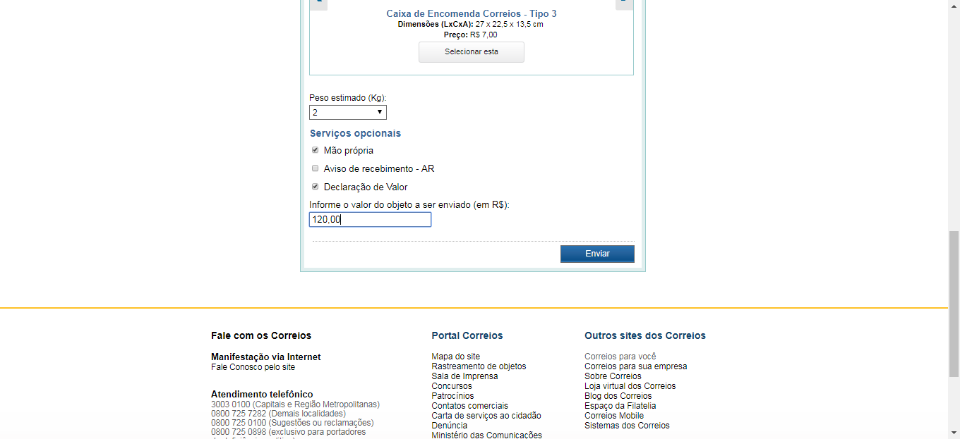 Caixa de Encomenda Correios - Tipo 3
Dimensões (LxCxA): 27 x 22,5 x 13,5 cm
Preço: R$ 7,00
Selecionar esta
Peso estimado (Kg):
2
Serviços opcionais
Mão própria
Aviso de recebimento - AR
Declaração de Valor
Informe o valor do objeto a ser enviado (em R$):
120,00
Enviar
Fale com os Correios
Manifestação via Internet
Fale Conosco pelo site
Atendimento telefônico
3003 0100 (Capitais e Região Metropolitanas)
0800 725 7282 (Demais localidades)
0800 725 0100 (Sugestões ou reclamações)
0800 725 0898 (exclusivo para portadores
Portal Correios
Mapa do site
Rastreamento de objetos
Sala de Imprensa
Concursos
Patrocínios
Contatos comerciais
Carta de serviços ao cidadão
Denúncia
Ministério das Comunicações
Outros sites dos Correios
Correios para você
Correios para sua empresa
Sobre Correios
Loja virtual dos Correios
Blog dos Correios
Espaço da Filatelia
Correios Mobile
Sistemas dos Correios